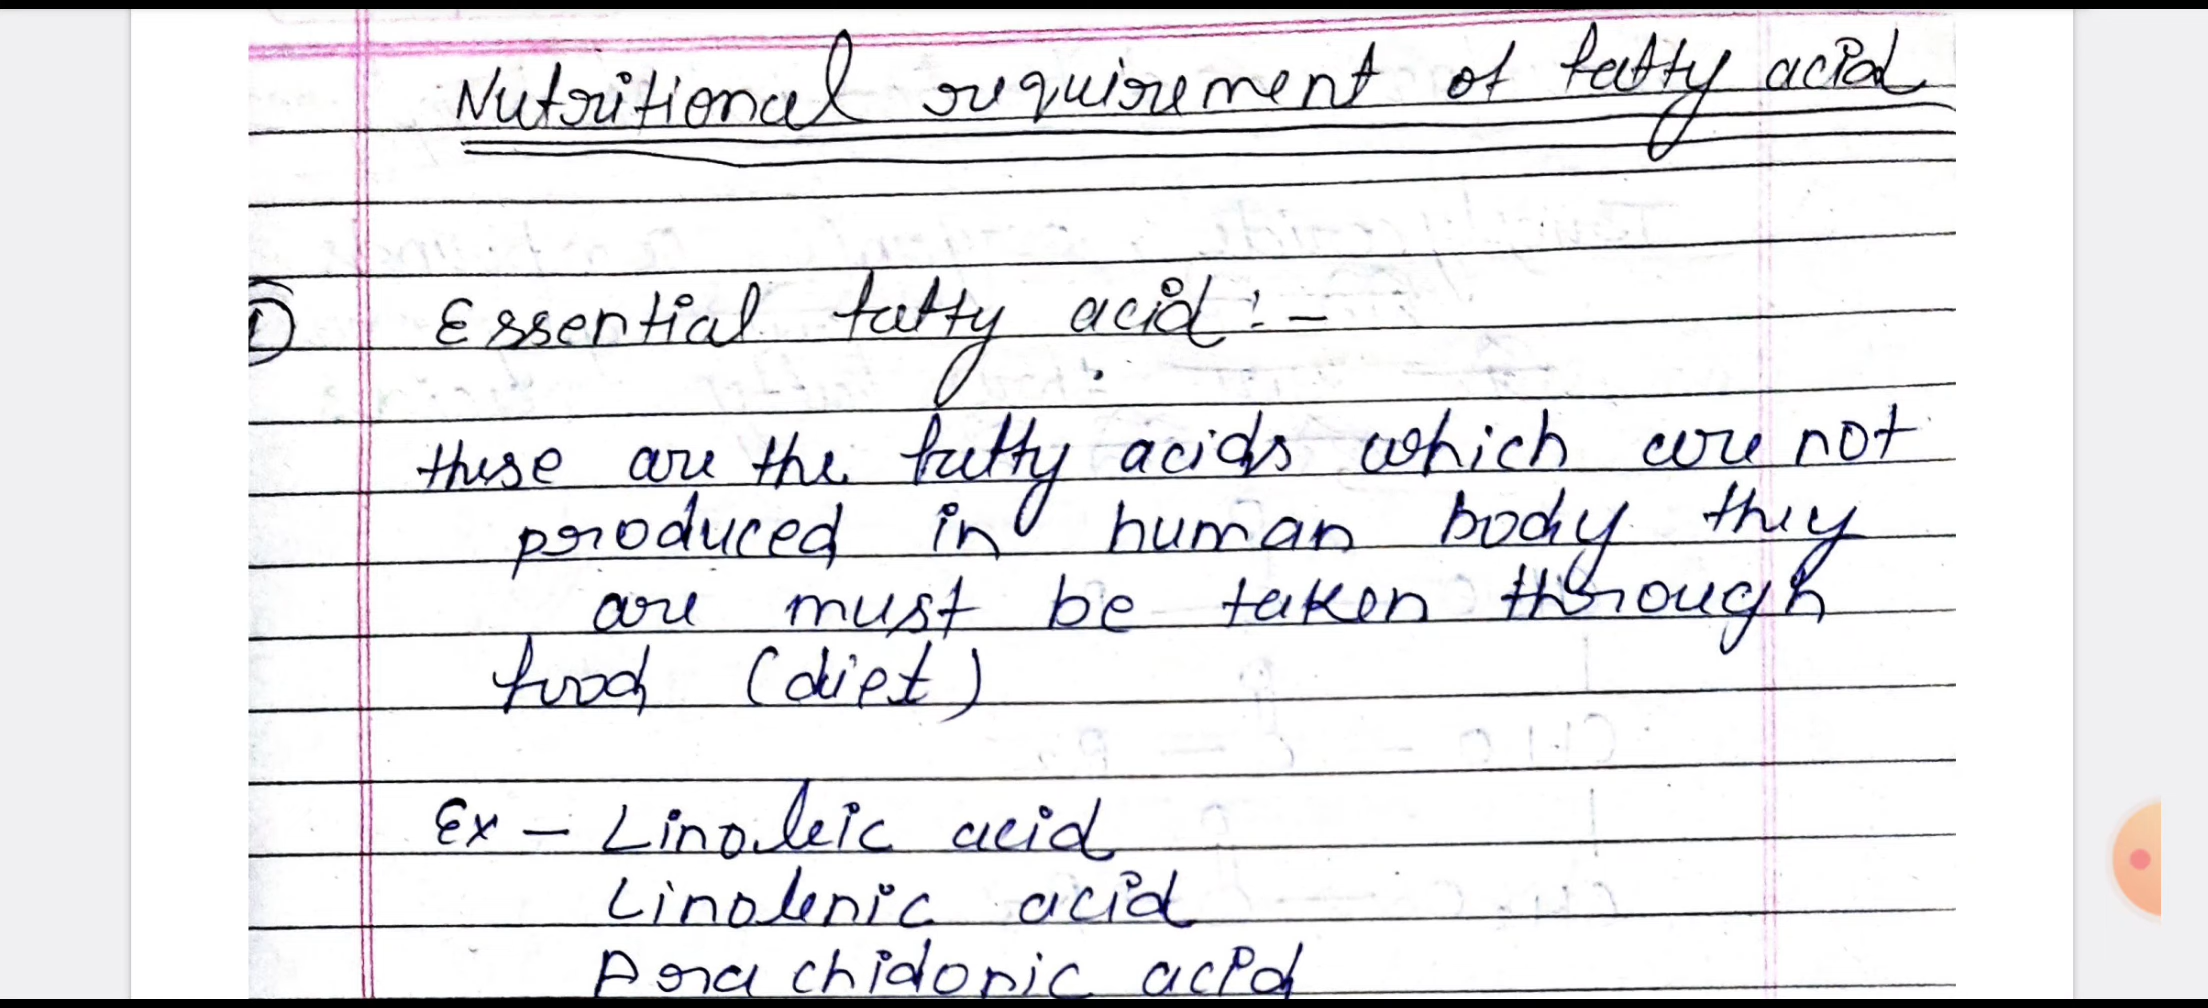 Nutritional requirement of fatty acid
① Essential fatty acid :-
these are the fatty acids which are not
produced in human body they
are must be taken through
food (diet)
Ex - Linoleic acid
Linolenic acid
Arachidonic acid